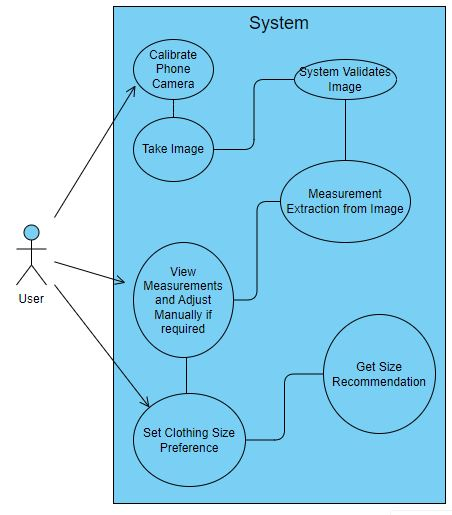 System
Calibrate
Phone
Camera
System Validates
Image
Take Image
Measurement
Extraction from Image
User
View
Measurements
and Adjust
Manually if
required
Get Size
Recommendation
Set Clothing Size
Preference